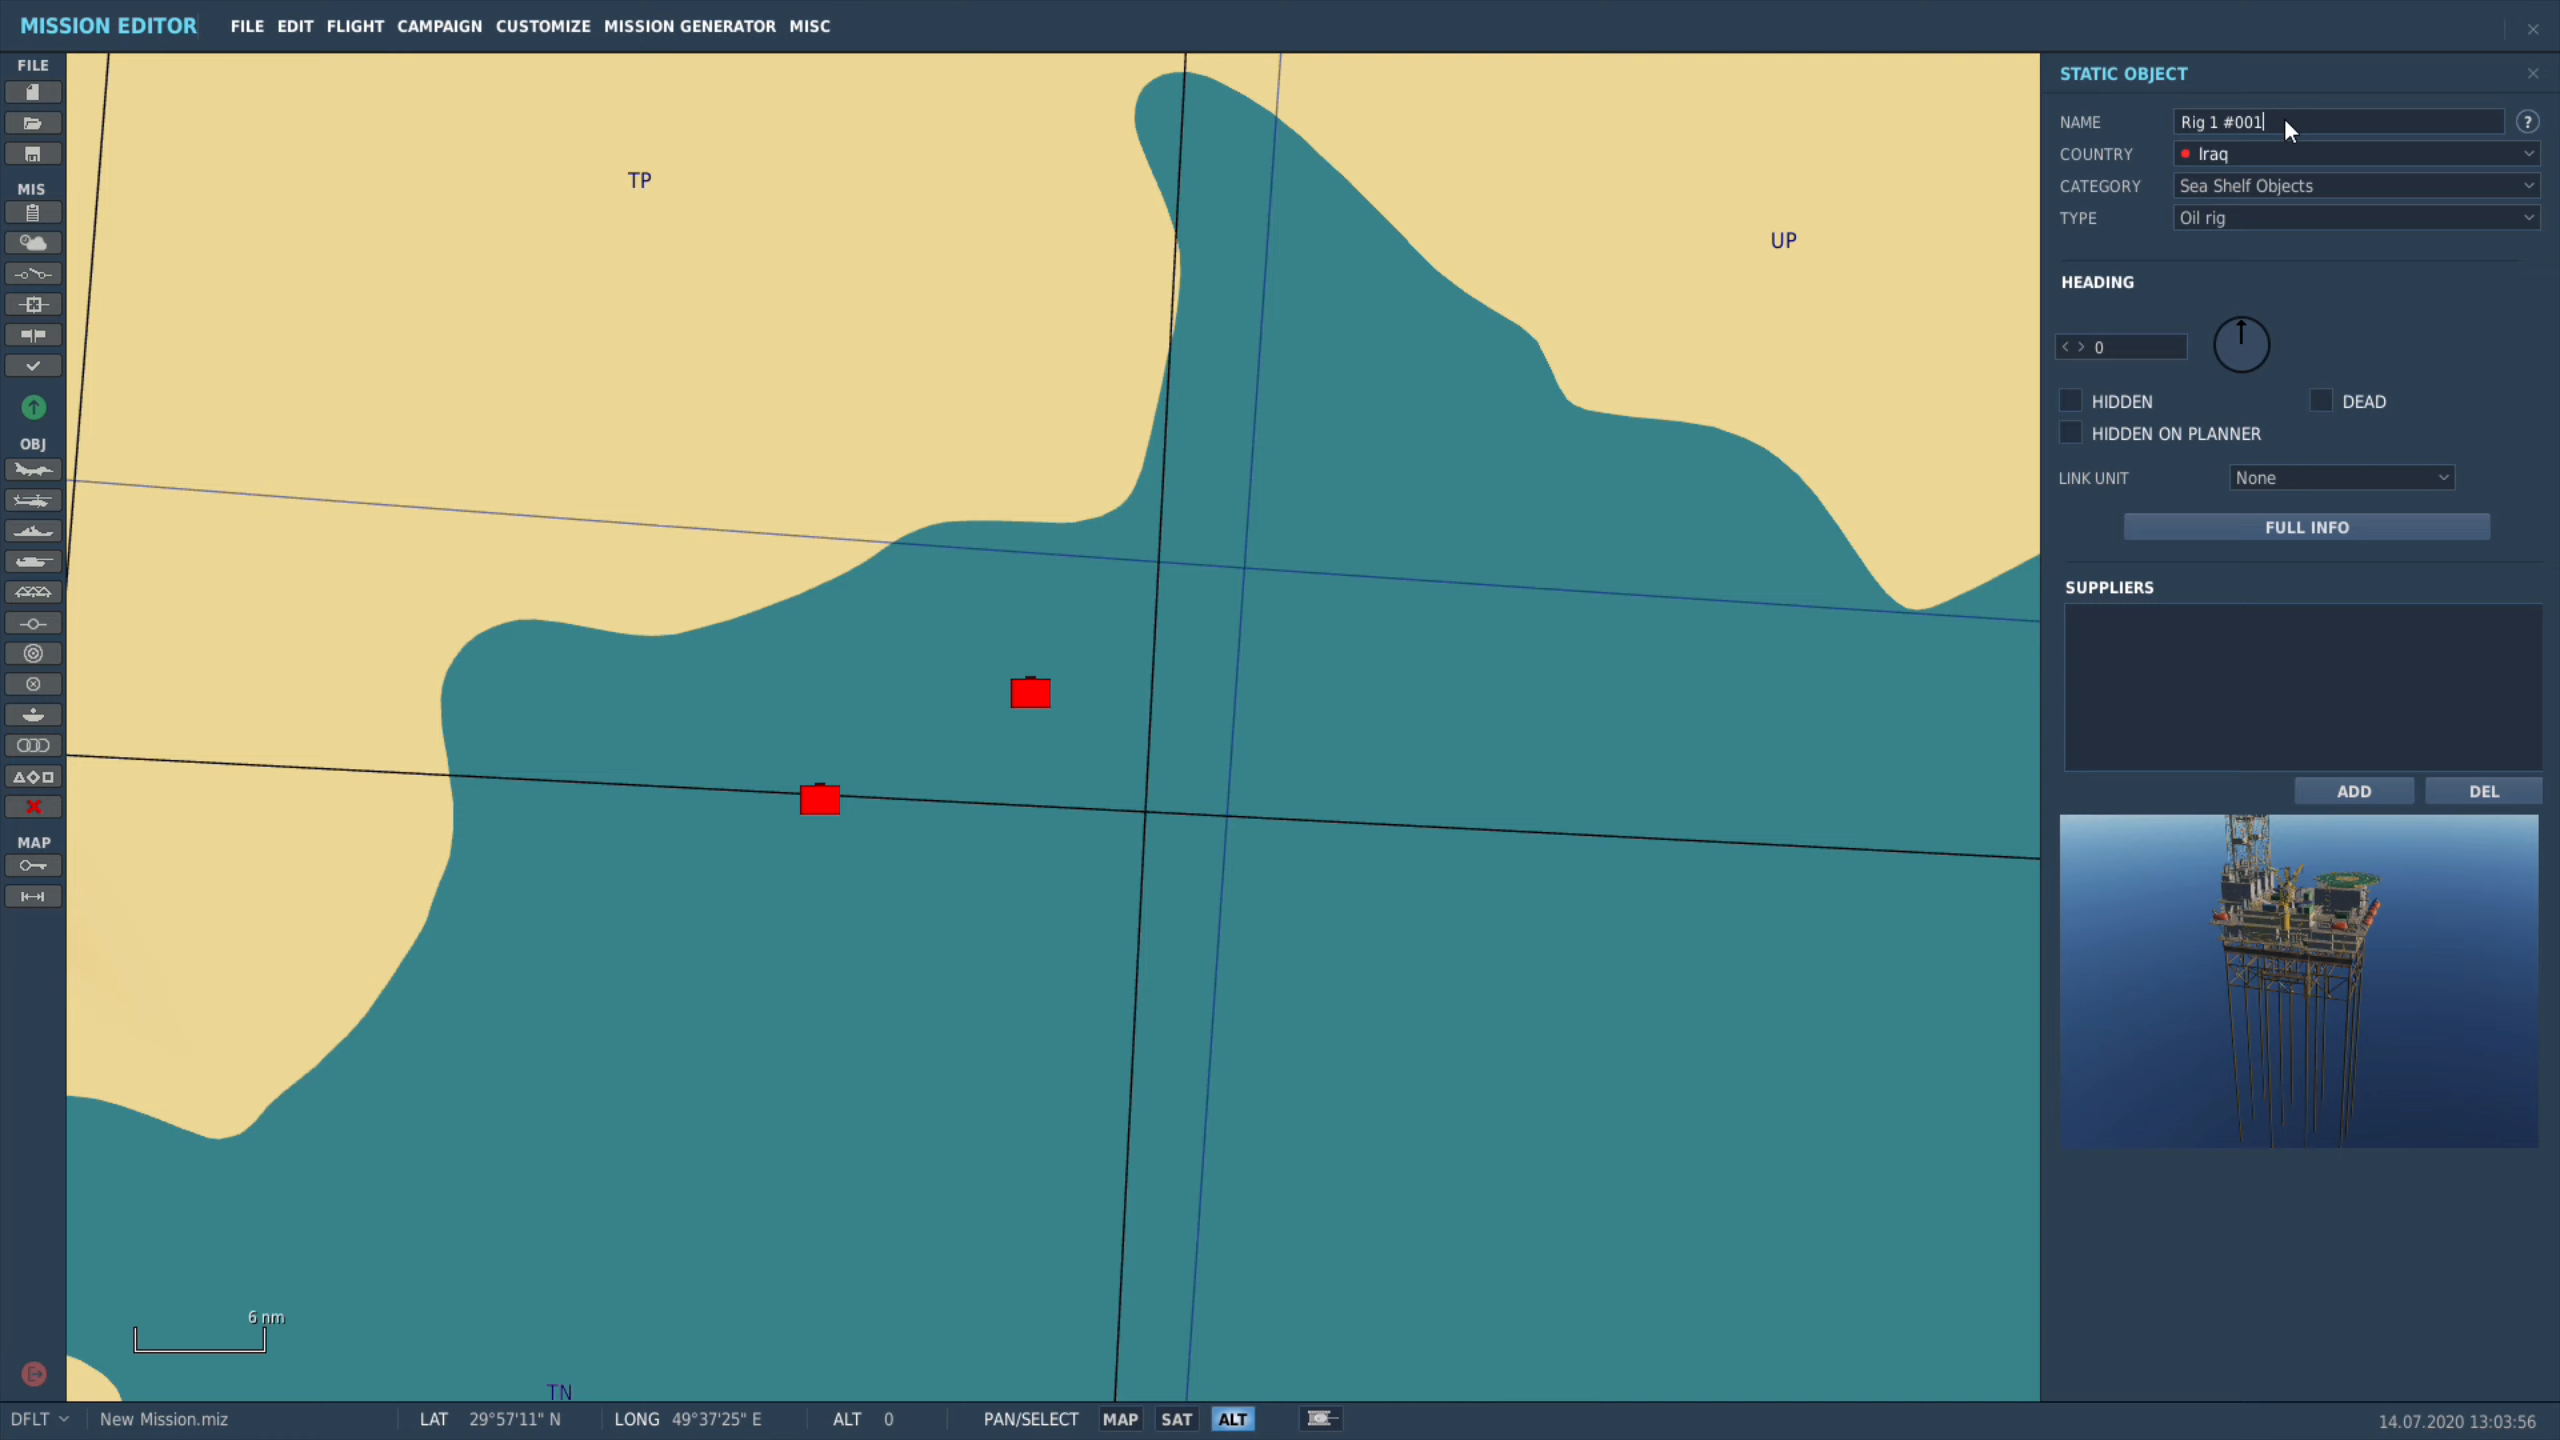 MISSION EDITOR FILE EDIT FLIGHT CAMPAIGN CUSTOMIZE MISSION GENERATOR MISC
FILE
MIS
OBJ
MAP
TP
UP
6 nm
TN
STATIC OBJECT
NAME Rig 1 #001 ?
COUNTRY Iraq
CATEGORY Sea Shelf Objects
TYPE Oil rig
HEADING
< > 0
HIDDEN DEAD
HIDDEN ON PLANNER
LINK UNIT None
FULL INFO
SUPPLIERS
ADD DEL
DFLT New Mission.miz LAT 29°57'11" N LONG 49°37'25" E ALT 0 PAN/SELECT MAP SAT ALT 14.07.2020 13:03:56